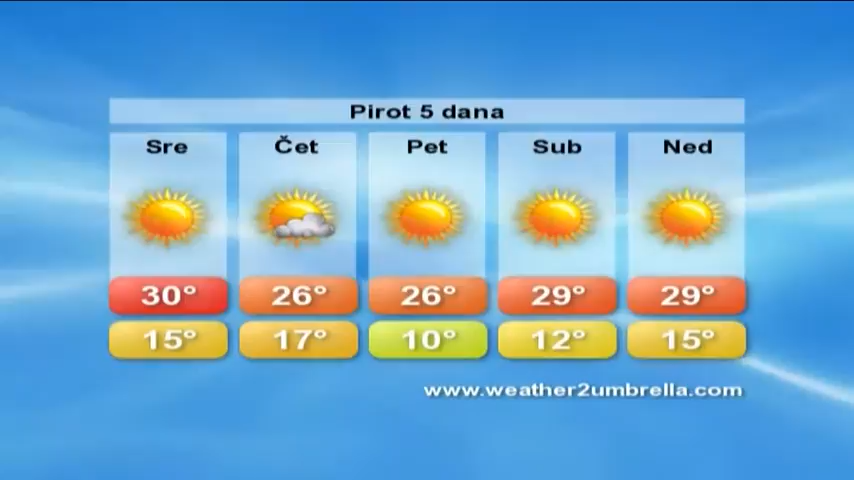 Pirot 5 dana
Sre Čet Pet Sub Ned
30° 26° 26° 29° 29°
15° 17° 10° 12° 15°
www.weather2umbrella.com